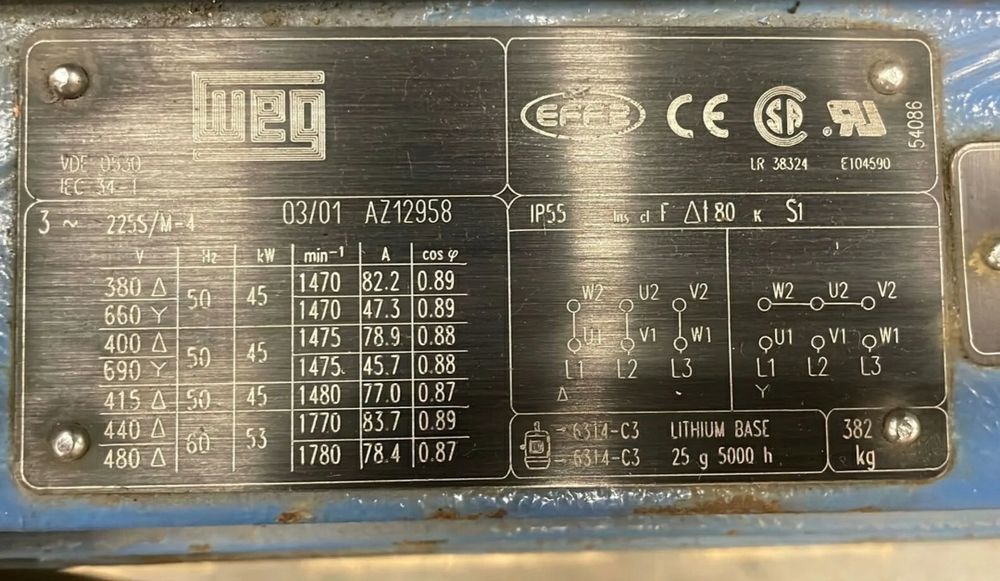 WEG
EFF2 CE SA RU
54086
VDE 0530
IEC 34-1
LR 38324 E104590
3 ~ 225S/M-4 03/01 AZ12958
IP55 Ins cl F Δt 80 K S1
V Hz kW min-1 A cos φ
380 Δ 50 45 1470 82.2 0.89
660 Y 1470 47.3 0.89
400 Δ 50 45 1475 78.9 0.88
690 Y 1475 45.7 0.88
415 Δ 50 45 1480 77.0 0.87
440 Δ 60 53 1770 83.7 0.89
480 Δ 1780 78.4 0.87
W2 U2 V2
U1 V1 W1
L1 L2 L3
Δ
W2 U2 V2
U1 V1 W1
L1 L2 L3
Y
6314-C3 LITHIUM BASE
6314-C3 25 g 5000 h
382
kg